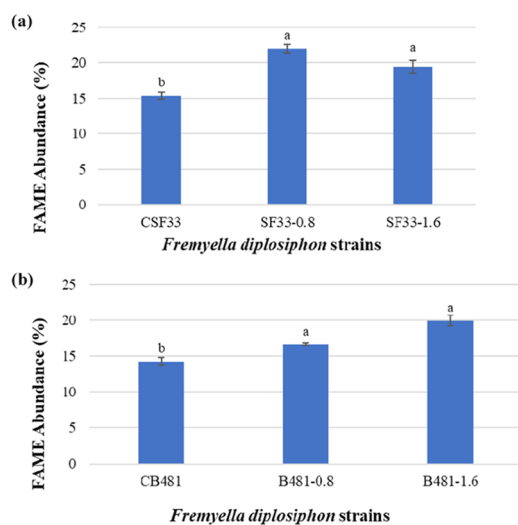 (a)
FAME Abundance (%)
25
20
15
10
5
0
b
a
a
CSF33
SF33-0.8
SF33-1.6
Fremyella diplosiphon strains
(b)
FAME Abundance (%)
25
20
15
10
5
0
b
a
a
CB481
B481-0.8
B481-1.6
Fremyella diplosiphon strains